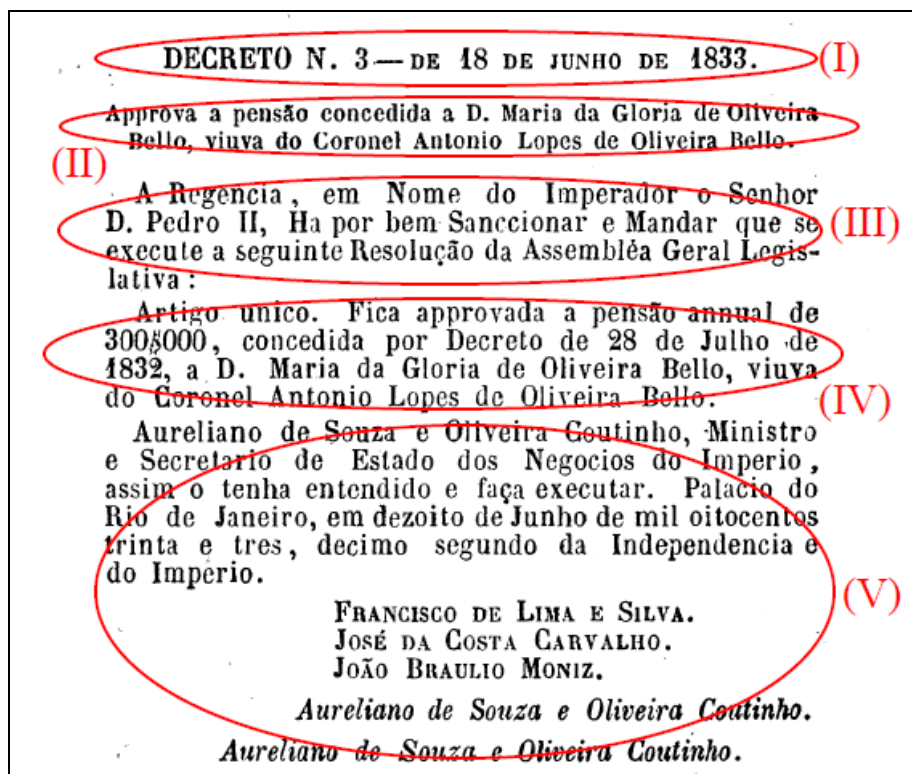 DECRETO N. 3 — DE 18 DE JUNHO DE 1833.
(I)
Approva a pensão concedida a D. Maria da Gloria de Oliveira
Bello, viuva do Coronel Antonio Lopes de Oliveira Bello.
(II)
A Regencia, em Nome do Imperador o Senhor
D. Pedro II, Ha por bem Sanccionar e Mandar que se
(III)
execute a seguinte Resolução da Assembléa Geral Legis-
lativa:
Artigo unico. Fica approvada a pensão annual de
300$000, concedida por Decreto de 28 de Julho de
1832, a D. Maria da Gloria de Oliveira Bello, viuva
do Coronel Antonio Lopes de Oliveira Bello.
(IV)
Aureliano de Souza e Oliveira Coutinho, Ministro
e Secretario de Estado dos Negocios do Imperio,
assim o tenha entendido e faça executar. Palacio do
Rio de Janeiro, em dezoito de Junho de mil oitocentos
trinta e tres, decimo segundo da Independencia e
do Imperio.
(V)
FRANCISCO DE LIMA E SILVA.
JOSÉ DA COSTA CARVALHO.
JOÃO BRAULIO MONIZ.
Aureliano de Souza e Oliveira Coutinho.
Aureliano de Souza e Oliveira Coutinho.